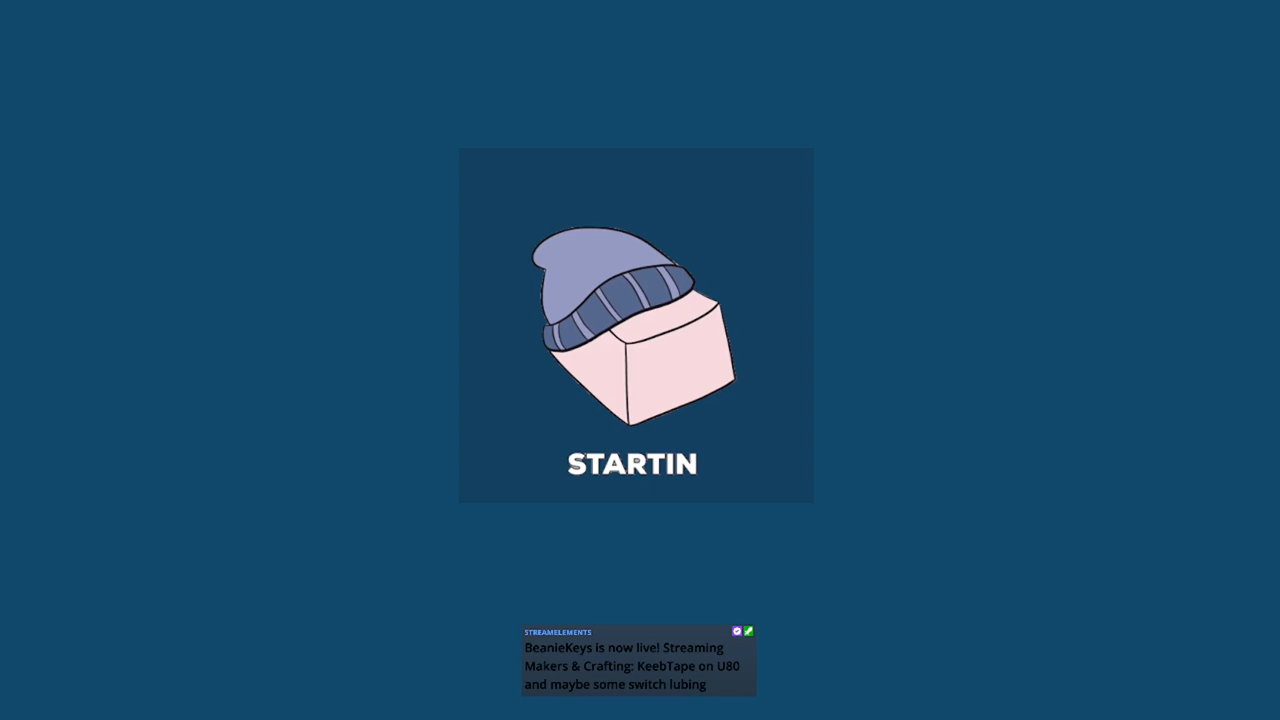 STARTIN
STREAMELEMENTS
BeanieKeys is now live! Streaming
Makers & Crafting: KeebTape on U80
and maybe some switch lubing